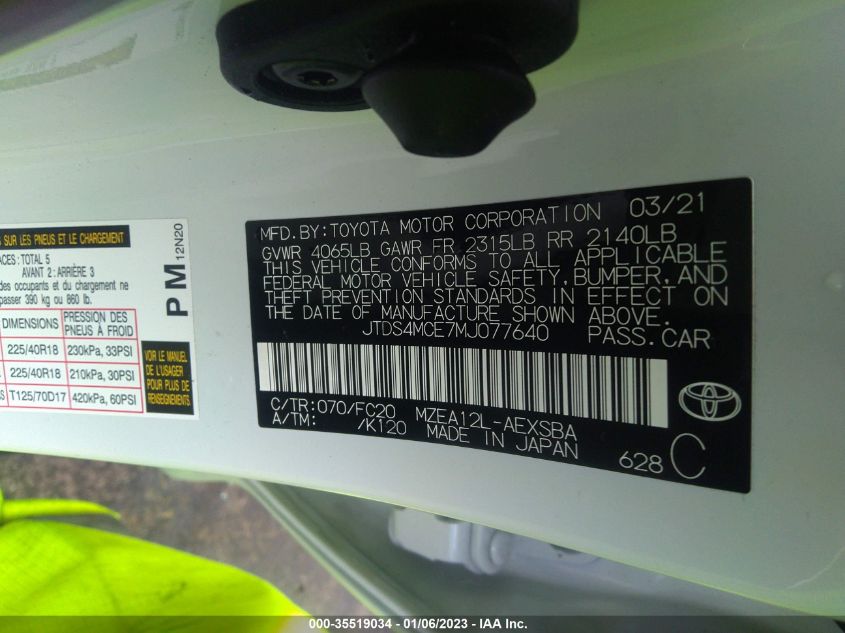 S SUR LES PNEUS ET LE CHARGEMENT
ACES: TOTAL 5
AVANT 2: ARRIÈRE 3
des occupants et du chargement ne
passer 390 kg ou 860 lb.
DIMENSIONS
PRESSION DES PNEUS À FROID
225/40R18 230kPa, 33PSI
225/40R18 210kPa, 30PSI
T125/70D17 420kPa, 60PSI
PM 12N20
VOIR LE MANUEL
DE L'USAGER
POUR PLUS DE
RENSEIGNEMENTS
MFD. BY: TOYOTA MOTOR CORPORATION 03/21
GVWR 4065LB GAWR FR 2315LB RR 2140LB
THIS VEHICLE CONFORMS TO ALL APPLICABLE
FEDERAL MOTOR VEHICLE SAFETY, BUMPER, AND
THEFT PREVENTION STANDARDS IN EFFECT ON
THE DATE OF MANUFACTURE SHOWN ABOVE.
JTDS4MCE7MJ077640 PASS.CAR
C/TR: 070/FC20 MZEA12L-AEXSBA
A/TM: /K120 MADE IN JAPAN
628 C
000-35519034 - 01/06/2023 - IAA Inc.